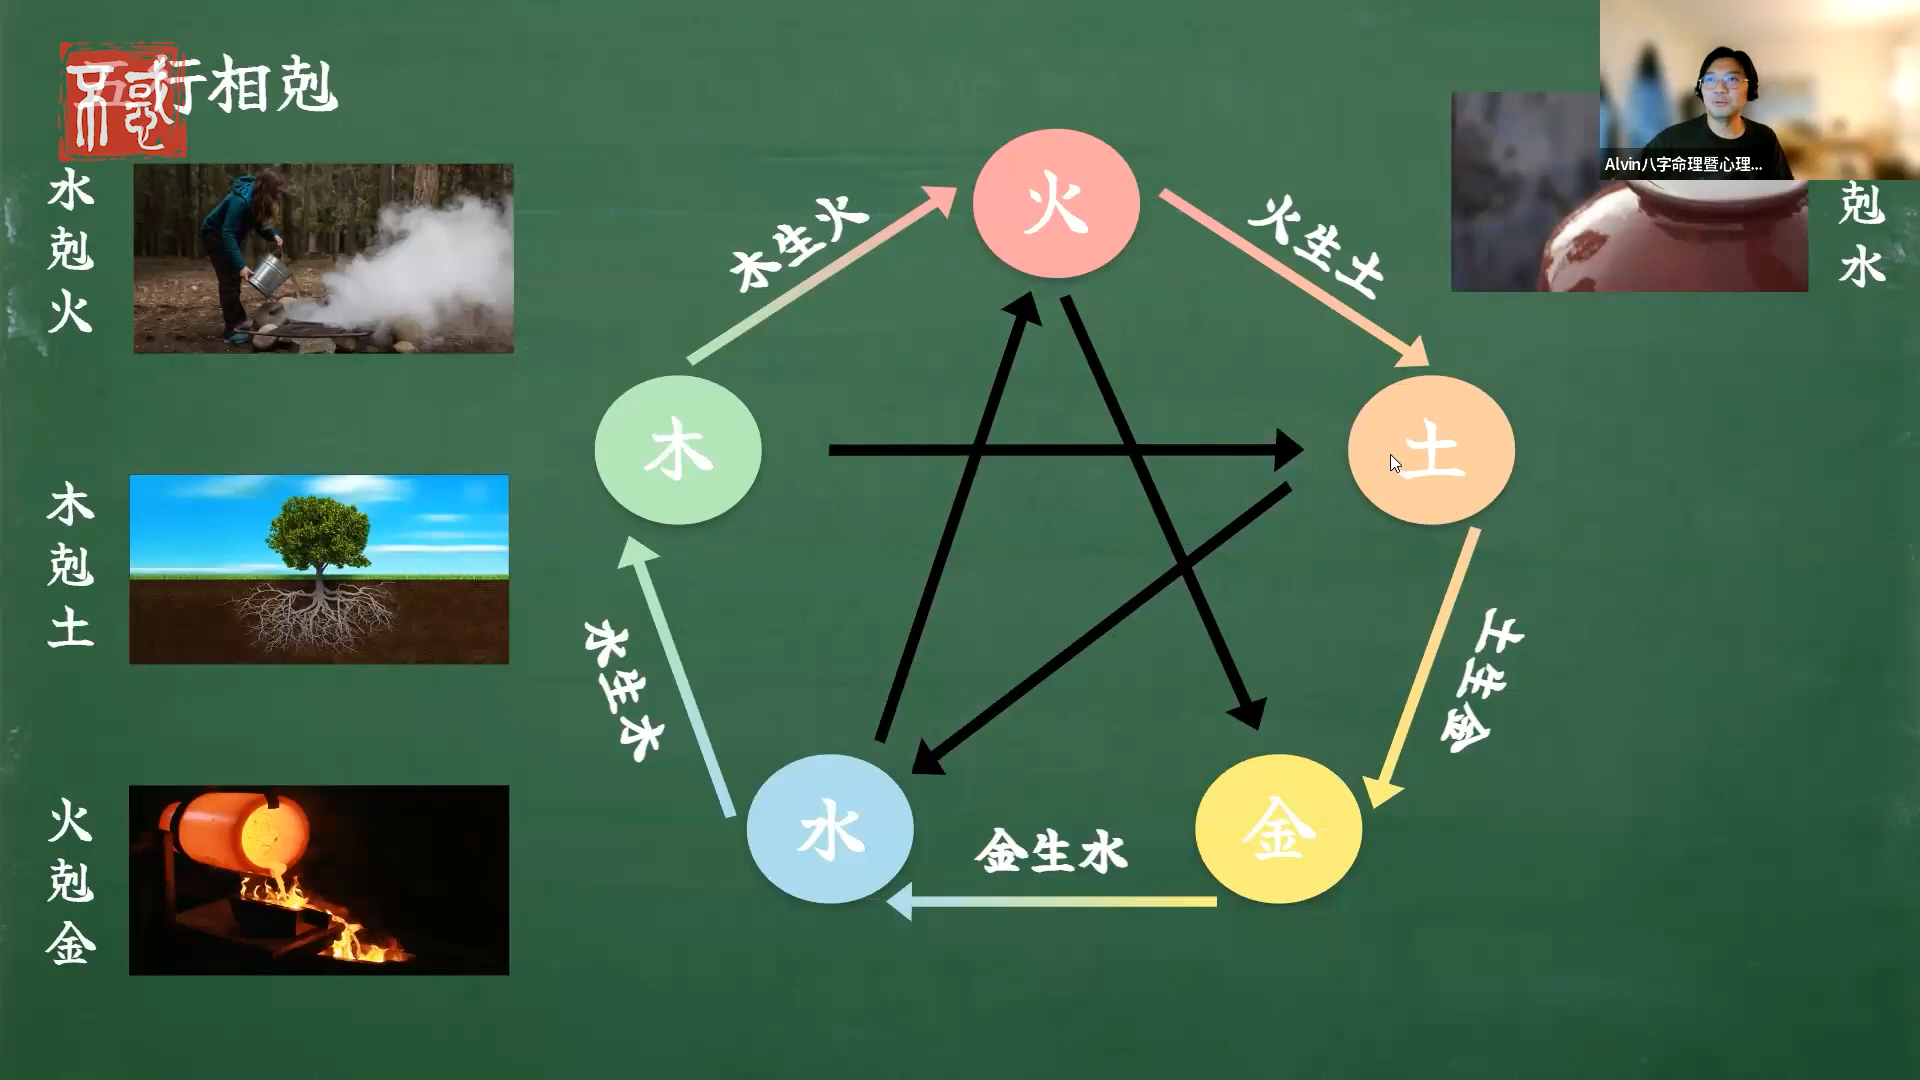 五行相剋
不惑
Alvin八字命理暨心理...
水剋火
木剋土
火剋金
剋水
木生火
火生土
土生金
金生水
水生木
火
土
金
水
木